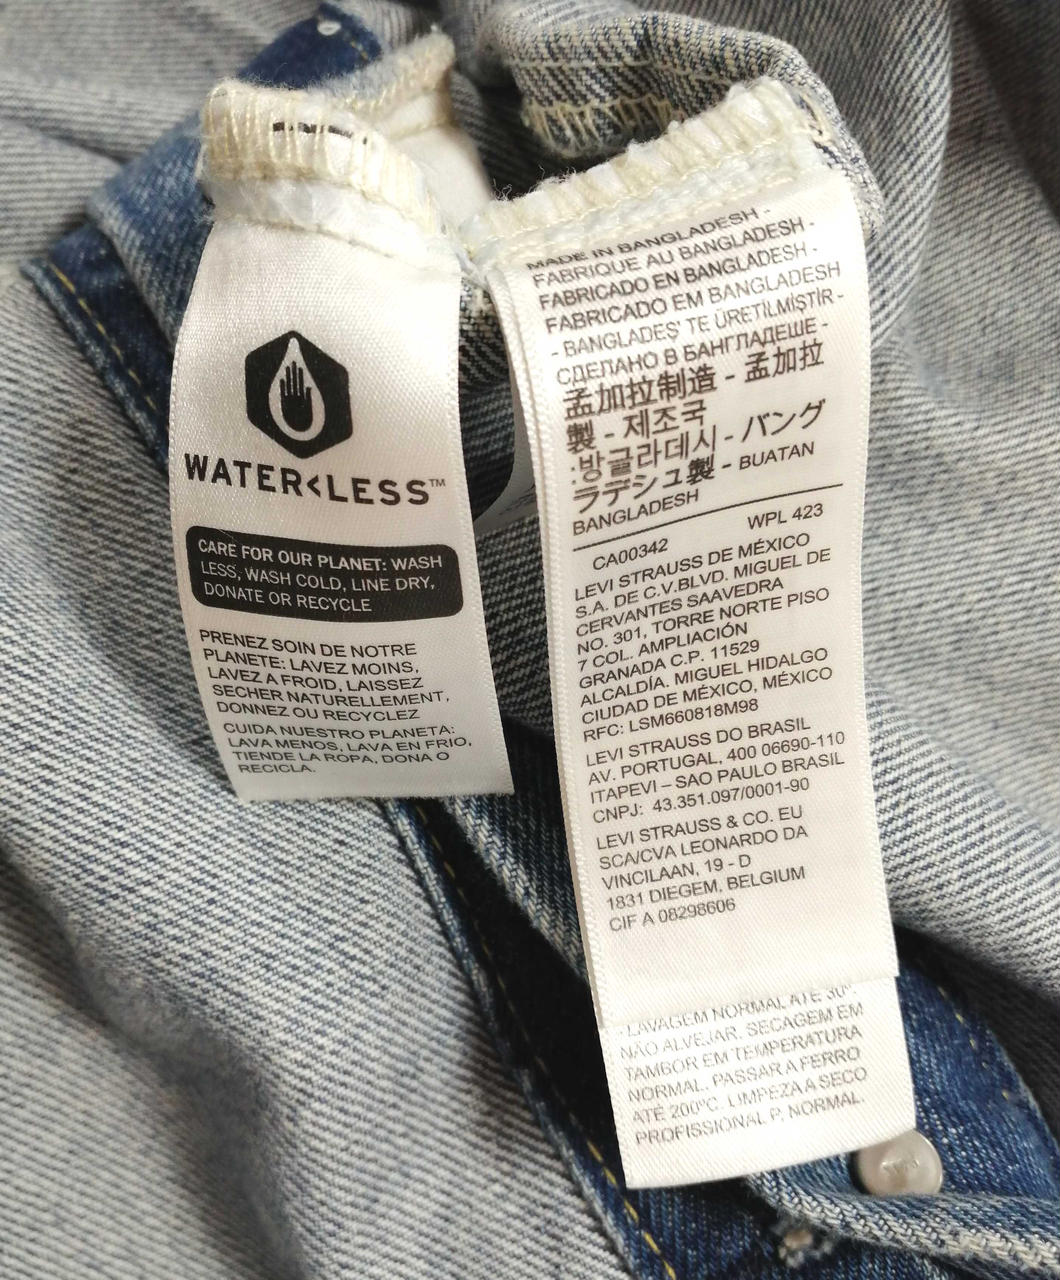 WATER<LESS™
CARE FOR OUR PLANET: WASH
LESS, WASH COLD, LINE DRY,
DONATE OR RECYCLE
PRENEZ SOIN DE NOTRE
PLANETE: LAVEZ MOINS,
LAVEZ A FROID, LAISSEZ
SECHER NATURELLEMENT,
DONNEZ OU RECYCLEZ
CUIDA NUESTRO PLANETA:
LAVA MENOS, LAVA EN FRIO,
TIENDE LA ROPA, DONA O
RECICLA.
MADE IN BANGLADESH -
FABRIQUE AU BANGLADESH -
FABRICADO EN BANGLADESH -
FABRICADO EM BANGLADESH
- BANGLADEŞ' TE ÜRETİLMİŞTİR -
СДЕЛАНО В БАНГЛАДЕШЕ -
孟加拉制造 - 孟加拉
製 - 제조국
:방글라데시 - バング
ラデシュ製 - BUATAN
BANGLADESH
WPL 423
CA00342
LEVI STRAUSS DE MÉXICO
S.A. DE C.V.BLVD. MIGUEL DE
CERVANTES SAAVEDRA
NO. 301, TORRE NORTE PISO
7 COL. AMPLIACIÓN
GRANADA C.P. 11529
ALCALDÍA. MIGUEL HIDALGO
CIUDAD DE MÉXICO, MÉXICO
RFC: LSM660818M98
LEVI STRAUSS DO BRASIL
AV. PORTUGAL, 400 06690-110
ITAPEVI – SAO PAULO BRASIL
CNPJ: 43.351.097/0001-90
LEVI STRAUSS & CO. EU
SCA/CVA LEONARDO DA
VINCILAAN, 19 - D
1831 DIEGEM, BELGIUM
CIF A 08298606
- LAVAGEM NORMAL ATÉ 30º.
NÃO ALVEJAR. SECAGEM EM
TAMBOR EM TEMPERATURA
NORMAL. PASSAR A FERRO
ATÉ 200ºC. LIMPEZA A SECO
PROFISSIONAL P, NORMAL.